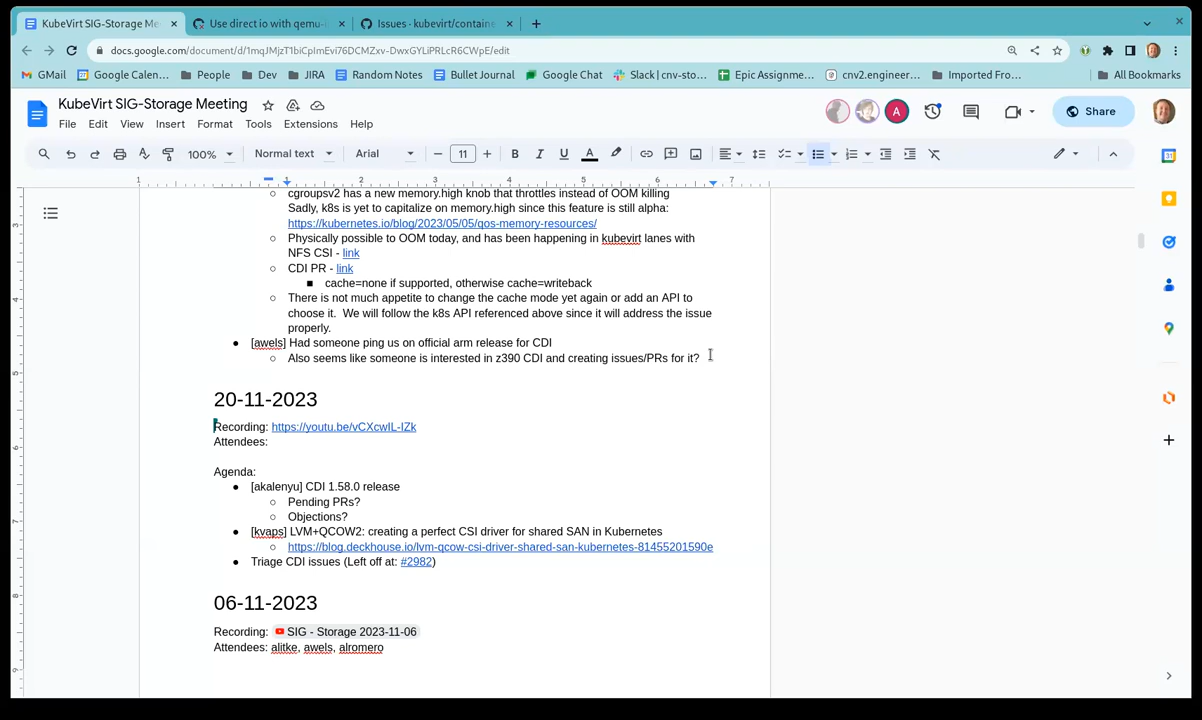 KubeVirt SIG-Storage Me
Use direct io with qemu-i
Issues · kubevirt/containe
docs.google.com/document/d/1mqJMjzT1biCpImEvi76DCMZxv-DwxGYLiPRLcR6CWpE/edit
GMail
Google Calen...
People
Dev
JIRA
Random Notes
Bullet Journal
Google Chat
Slack | cnv-sto...
Epic Assignme...
cnv2.engineer...
Imported Fro...
All Bookmarks
KubeVirt SIG-Storage Meeting
File Edit View Insert Format Tools Extensions Help
Share
100% Normal text Arial 11
1 1 2 3 4 5 6 7
cgroupsv2 has a new memory.high knob that throttles instead of OOM killing
Sadly, k8s is yet to capitalize on memory.high since this feature is still alpha:
https://kubernetes.io/blog/2023/05/05/qos-memory-resources/
Physically possible to OOM today, and has been happening in kubevirt lanes with
NFS CSI - link
CDI PR - link
cache=none if supported, otherwise cache=writeback
There is not much appetite to change the cache mode yet again or add an API to
choose it. We will follow the k8s API referenced above since it will address the issue
properly.
[awels] Had someone ping us on official arm release for CDI
Also seems like someone is interested in z390 CDI and creating issues/PRs for it?
20-11-2023
Recording: https://youtu.be/vCXcwIL-IZk
Attendees:
Agenda:
[akalenyu] CDI 1.58.0 release
Pending PRs?
Objections?
[kvaps] LVM+QCOW2: creating a perfect CSI driver for shared SAN in Kubernetes
https://blog.deckhouse.io/lvm-qcow-csi-driver-shared-san-kubernetes-81455201590e
Triage CDI issues (Left off at: #2982)
06-11-2023
Recording: SIG - Storage 2023-11-06
Attendees: alitke, awels, alromero